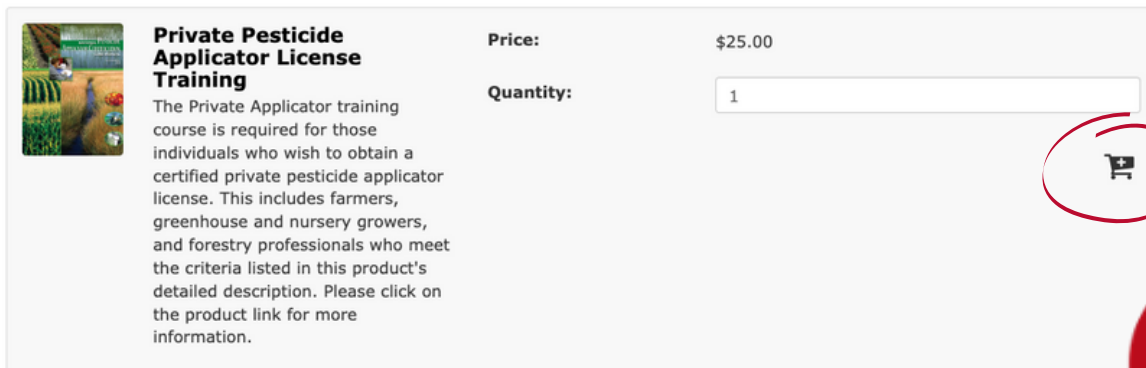 Private Pesticide
Applicator License
Training
The Private Applicator training
course is required for those
individuals who wish to obtain a
certified private pesticide applicator
license. This includes farmers,
greenhouse and nursery growers,
and forestry professionals who meet
the criteria listed in this product's
detailed description. Please click on
the product link for more
information.
Price:
$25.00
Quantity:
1